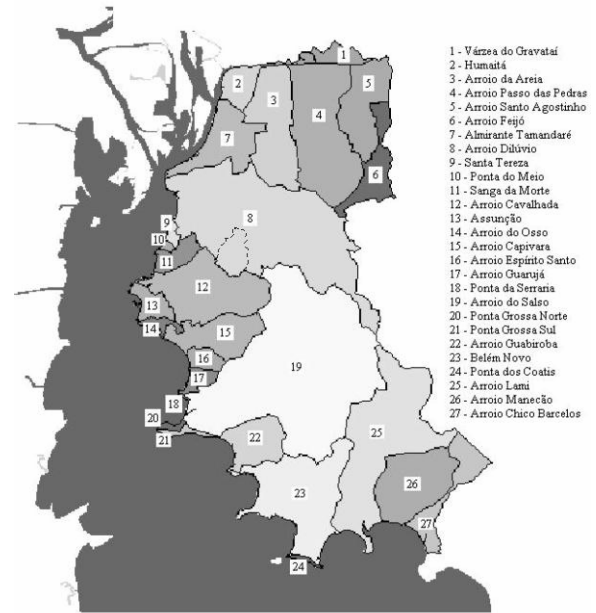 1 - Várzea do Gravataí
2 - Humaitá
3 - Arroio da Areia
4 - Arroio Passo das Pedras
5 - Arroio Santo Agostinho
6 - Arroio Feijó
7 - Almirante Tamandaré
8 - Arroio Dilúvio
9 - Santa Tereza
10 - Ponta do Meio
11 - Sanga da Morte
12 - Arroio Cavalhada
13 - Assunção
14 - Arroio do Osso
15 - Arroio Capivara
16 - Arroio Espírito Santo
17 - Arroio Guarujá
18 - Ponta da Serraria
19 - Arroio do Salso
20 - Ponta Grossa Norte
21 - Ponta Grossa Sul
22 - Arroio Guabiroba
23 - Belém Novo
24 - Ponta dos Coatis
25 - Arroio Lami
26 - Arroio Manecão
27 - Arroio Chico Barcelos
1
2
3
5
4
7
6
9
8
10
11
12
13
14
15
16
19
17
18
20
21
22
25
26
23
27
24